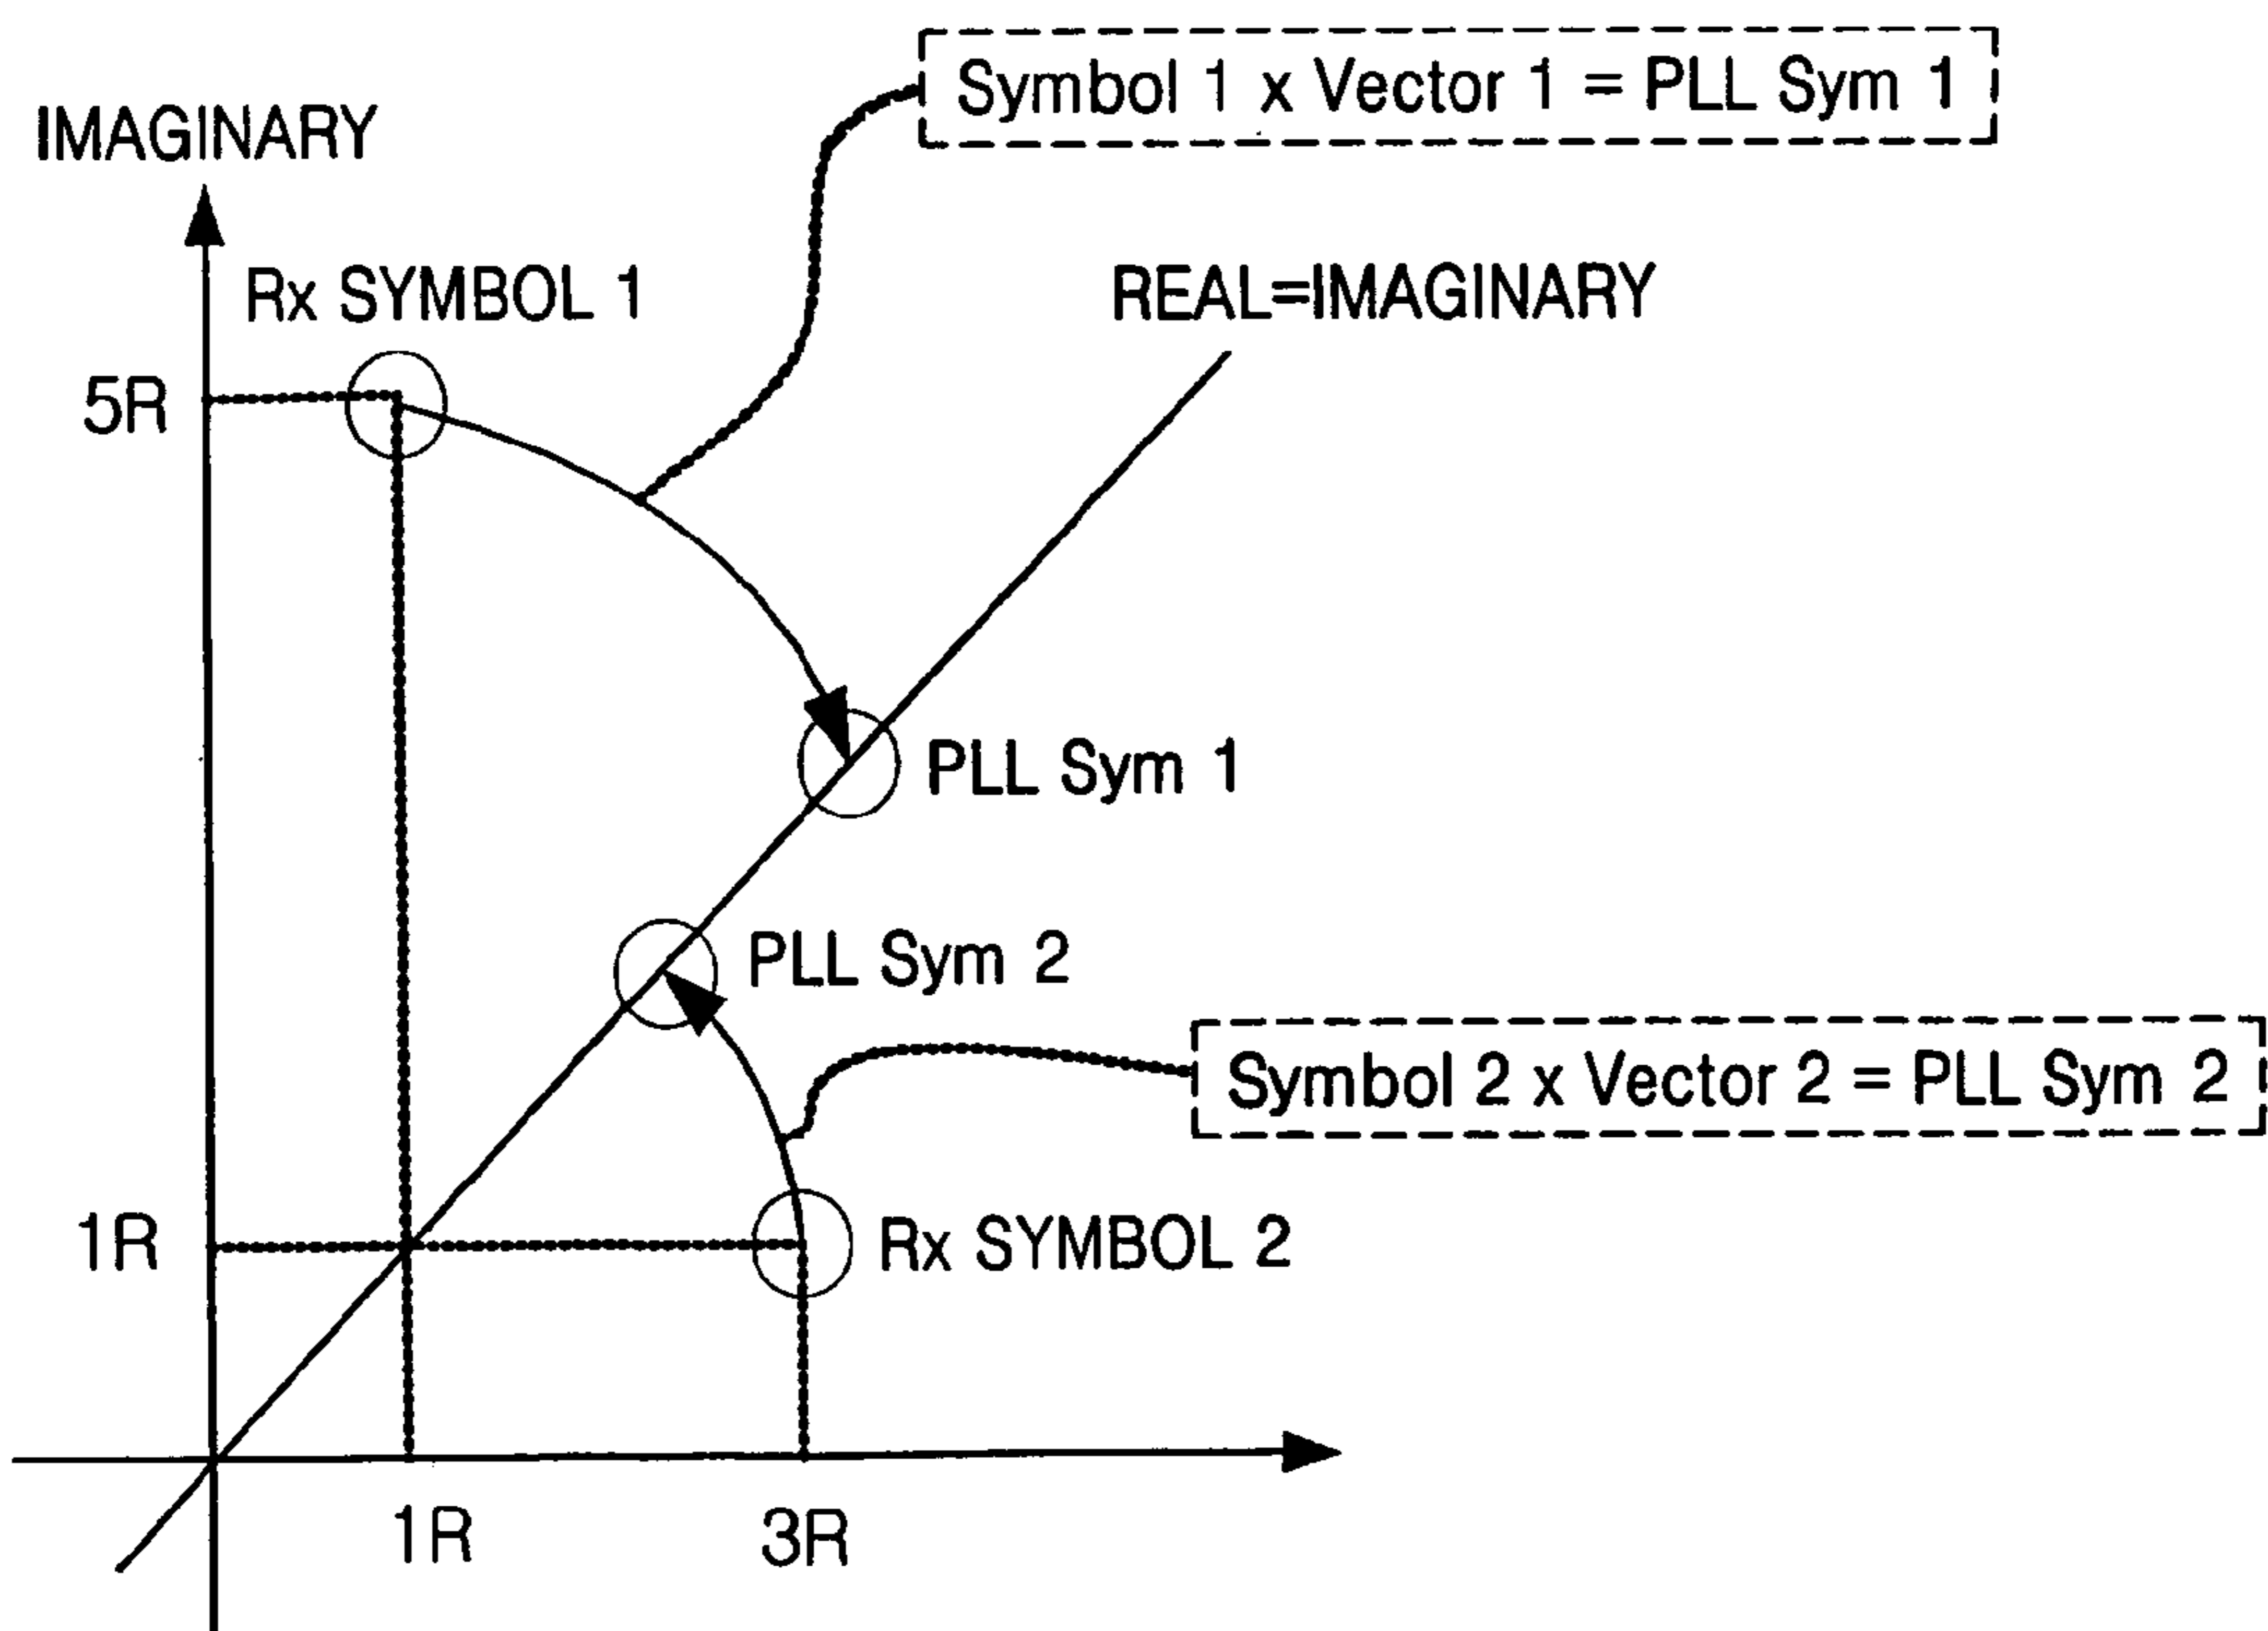 Symbol 1 x Vector 1 = PLL Sym 1
IMAGINARY
Rx SYMBOL 1
REAL=IMAGINARY
5R
PLL Sym 1
PLL Sym 2
Symbol 2 x Vector 2 = PLL Sym 2
1R
Rx SYMBOL 2
1R
3R